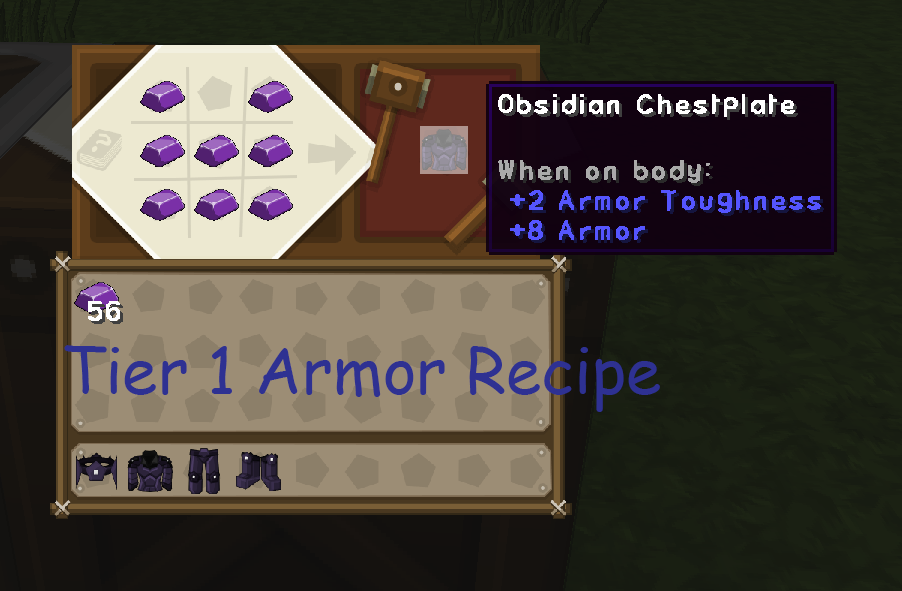 Obsidian Chestplate
When on body:
+2 Armor Toughness
+8 Armor
56
Tier 1 Armor Recipe